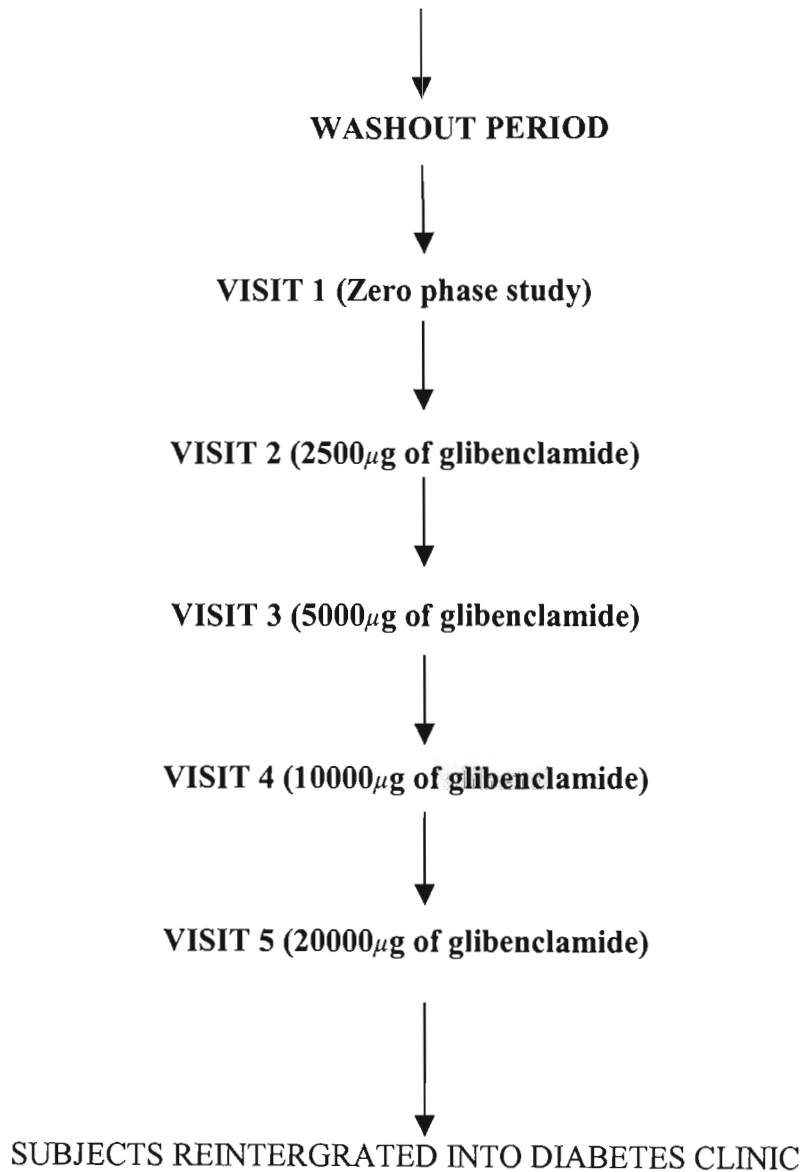 WASHOUT PERIOD
VISIT 1 (Zero phase study)
VISIT 2 (2500µg of glibenclamide)
VISIT 3 (5000µg of glibenclamide)
VISIT 4 (10000µg of glibenclamide)
VISIT 5 (20000µg of glibenclamide)
SUBJECTS REINTERGRATED INTO DIABETES CLINIC